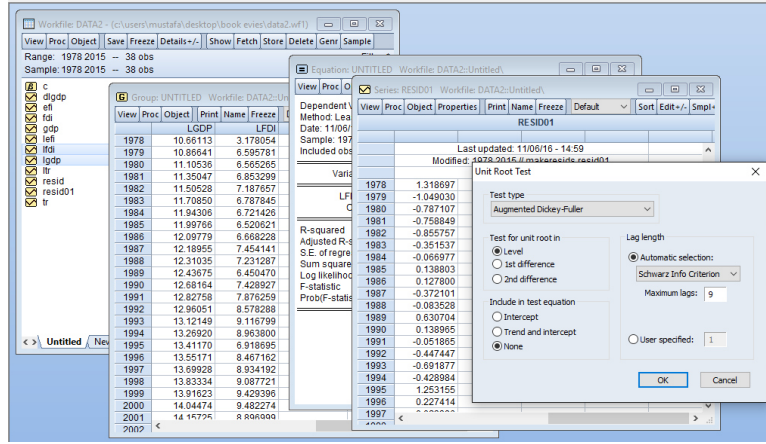 Workfile: DATA2 - (c:\users\mustafa\desktop\book evies\data2.wf1)
View Proc Object Save Freeze Details+/- Show Fetch Store Delete Genr Sample
Range: 1978 2015 -- 38 obs
Sample: 1978 2015 -- 38 obs
c
dlgdp
efi
fdi
gdp
lefi
lfdi
lgdp
ltr
resid
resid01
tr
Untitled Nev
Group: UNTITLED Workfile: DATA2::Un
View Proc Object Print Name Freeze
LGDP LFDI
1978 10.66113 3.178054
1979 10.86641 6.595781
1980 11.10536 6.565265
1981 11.35047 6.853299
1982 11.50528 7.187657
1983 11.70850 6.787845
1984 11.94306 6.721426
1985 11.99766 6.520621
1986 12.09779 6.668228
1987 12.18955 7.454141
1988 12.31035 7.231287
1989 12.43675 6.450470
1990 12.68164 7.428927
1991 12.82758 7.876259
1992 12.96051 8.578288
1993 13.12149 9.116799
1994 13.26920 8.963800
1995 13.41170 6.918695
1996 13.55171 8.467162
1997 13.69928 8.934192
1998 13.83334 9.087721
1999 13.91623 9.429396
2000 14.04474 9.482274
2001 14.15725 8.896999
2002
Equation: UNTITLED Workfile: DATA2::Untitled\
View Proc O
Dependent V
Method: Lea
Date: 11/06/
Sample: 197
Included obs
Varia
LF
C
R-squared
Adjusted R-s
S.E. of regre
Sum square
Log likelihoo
F-statistic
Prob(F-statis
Series: RESID01 Workfile: DATA2::Untitled\
View Proc Object Properties Print Name Freeze Default Sort Edit+/- Smpl+
RESID01
Last updated: 11/06/16 - 14:59
Modified: 1978 2015 // makeresids resid01
1978 1.318697
1979 -1.049030
1980 -0.787107
1981 -0.758849
1982 -0.855757
1983 -0.351537
1984 -0.066977
1985 0.138803
1986 0.127800
1987 -0.372101
1988 -0.083528
1989 0.630704
1990 0.138965
1991 -0.051865
1992 -0.447447
1993 -0.691877
1994 -0.428984
1995 1.253155
1996 0.227414
1997
Unit Root Test
Test type
Augmented Dickey-Fuller
Test for unit root in
Level
1st difference
2nd difference
Include in test equation
Intercept
Trend and intercept
None
Lag length
Automatic selection:
Schwarz Info Criterion
Maximum lags: 9
User specified: 1
OK Cancel